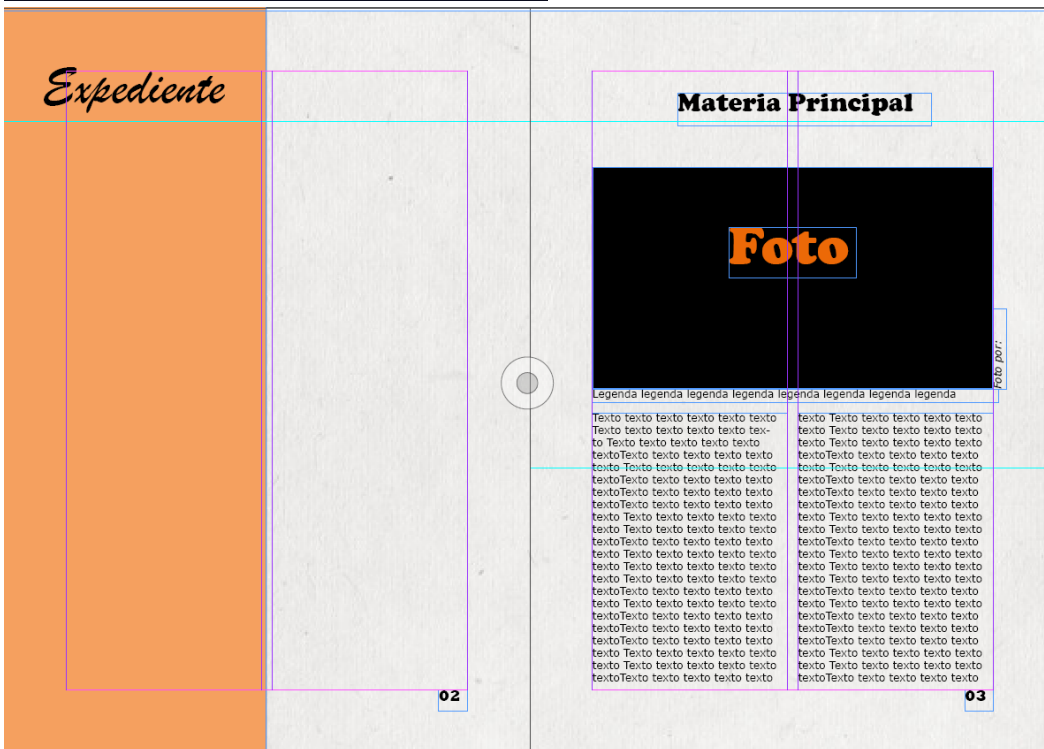 Expediente
02
Materia Principal
Foto
Foto por:
Legenda legenda legenda legenda legenda legenda legenda legenda
Texto texto texto texto texto texto
Texto texto texto texto texto tex-
to Texto texto texto texto texto
textoTexto texto texto texto texto
texto Texto texto texto texto texto
textoTexto texto texto texto texto
textoTexto texto texto texto texto
textoTexto texto texto texto texto
texto Texto texto texto texto texto
texto Texto texto texto texto texto
textoTexto texto texto texto texto
texto Texto texto texto texto texto
texto Texto texto texto texto texto
texto Texto texto texto texto texto
textoTexto texto texto texto texto
texto Texto texto texto texto texto
textoTexto texto texto texto texto
textoTexto texto texto texto texto
textoTexto texto texto texto texto
texto Texto texto texto texto texto
texto Texto texto texto texto texto
textoTexto texto texto texto texto
texto Texto texto texto texto texto
texto Texto texto texto texto texto
texto Texto texto texto texto texto
textoTexto texto texto texto texto
texto Texto texto texto texto texto
textoTexto texto texto texto texto
textoTexto texto texto texto texto
textoTexto texto texto texto texto
texto Texto texto texto texto texto
texto Texto texto texto texto texto
textoTexto texto texto texto texto
texto Texto texto texto texto texto
texto Texto texto texto texto texto
texto Texto texto texto texto texto
textoTexto texto texto texto texto
texto Texto texto texto texto texto
textoTexto texto texto texto texto
textoTexto texto texto texto texto
textoTexto texto texto texto texto
texto Texto texto texto texto texto
texto Texto texto texto texto texto
textoTexto texto texto texto texto
03